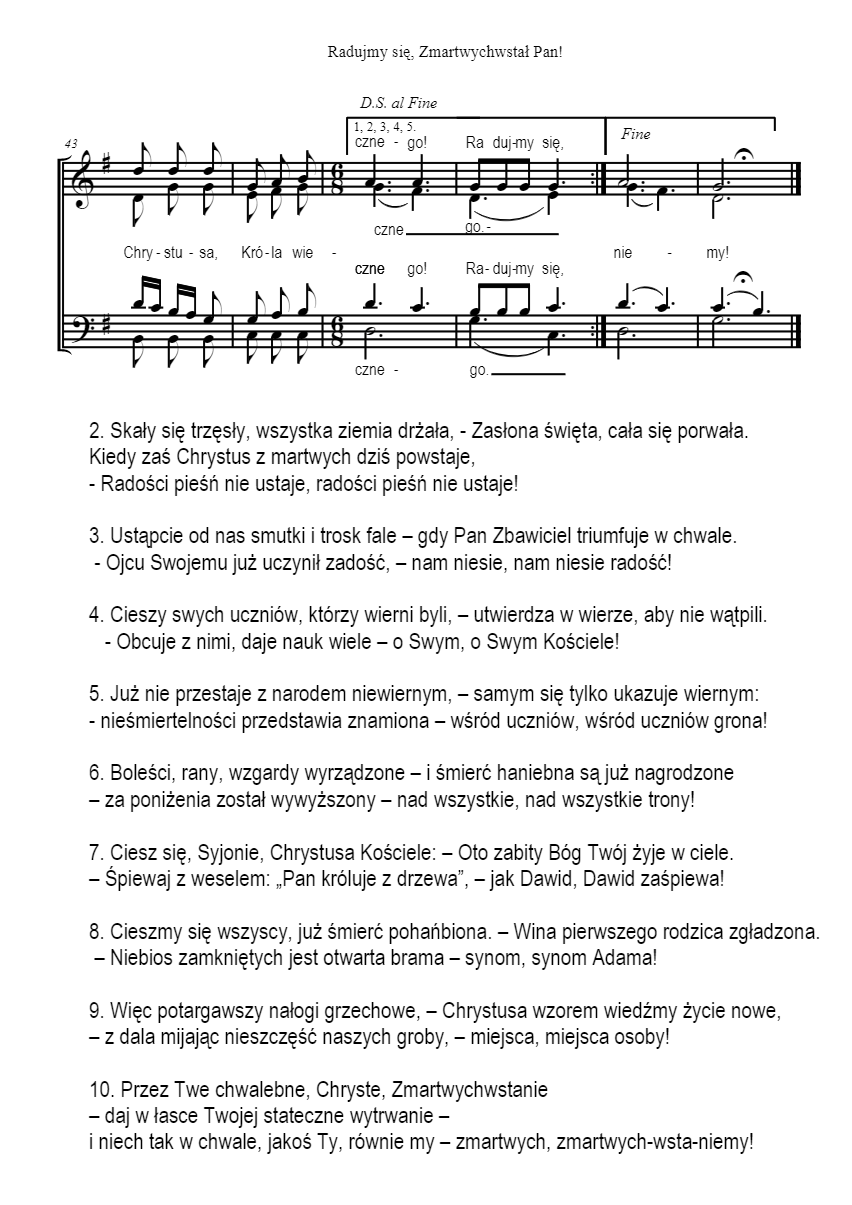 Radujmy się, Zmartwychwstał Pan!
D.S. al Fine
43
1, 2, 3, 4, 5.
Fine
czne - go! Ra duj-my się,
czne go. -
Chry - stu - sa, Kró - la wie - nie - my!
czne go! Ra- duj-my się,
czne - go.
2. Skały się trzęsły, wszystka ziemia drżała, - Zasłona święta, cała się porwała.
Kiedy zaś Chrystus z martwych dziś powstaje,
- Radości pieśń nie ustaje, radości pieśń nie ustaje!
3. Ustąpcie od nas smutki i trosk fale – gdy Pan Zbawiciel triumfuje w chwale.
- Ojcu Swojemu już uczynił zadość, – nam niesie, nam niesie radość!
4. Cieszy swych uczniów, którzy wierni byli, – utwierdza w wierze, aby nie wątpili.
- Obcuje z nimi, daje nauk wiele – o Swym, o Swym Kościele!
5. Już nie przestaje z narodem niewiernym, – samym się tylko ukazuje wiernym:
- nieśmiertelności przedstawia znamiona – wśród uczniów, wśród uczniów grona!
6. Boleści, rany, wzgardy wyrządzone – i śmierć haniebna są już nagrodzone
– za poniżenia został wywyższony – nad wszystkie, nad wszystkie trony!
7. Ciesz się, Syjonie, Chrystusa Kościele: – Oto zabity Bóg Twój żyje w ciele.
– Śpiewaj z weselem: „Pan króluje z drzewa”, – jak Dawid, Dawid zaśpiewa!
8. Cieszmy się wszyscy, już śmierć pohańbiona. – Wina pierwszego rodzica zgładzona.
– Niebios zamkniętych jest otwarta brama – synom, synom Adama!
9. Więc potargawszy nałogi grzechowe, – Chrystusa wzorem wiedźmy życie nowe,
– z dala mijając nieszczęść naszych groby, – miejsca, miejsca osoby!
10. Przez Twe chwalebne, Chryste, Zmartwychwstanie
– daj w łasce Twojej stateczne wytrwanie –
i niech tak w chwale, jakoś Ty, równie my – zmartwych, zmartwych-wsta-niemy!